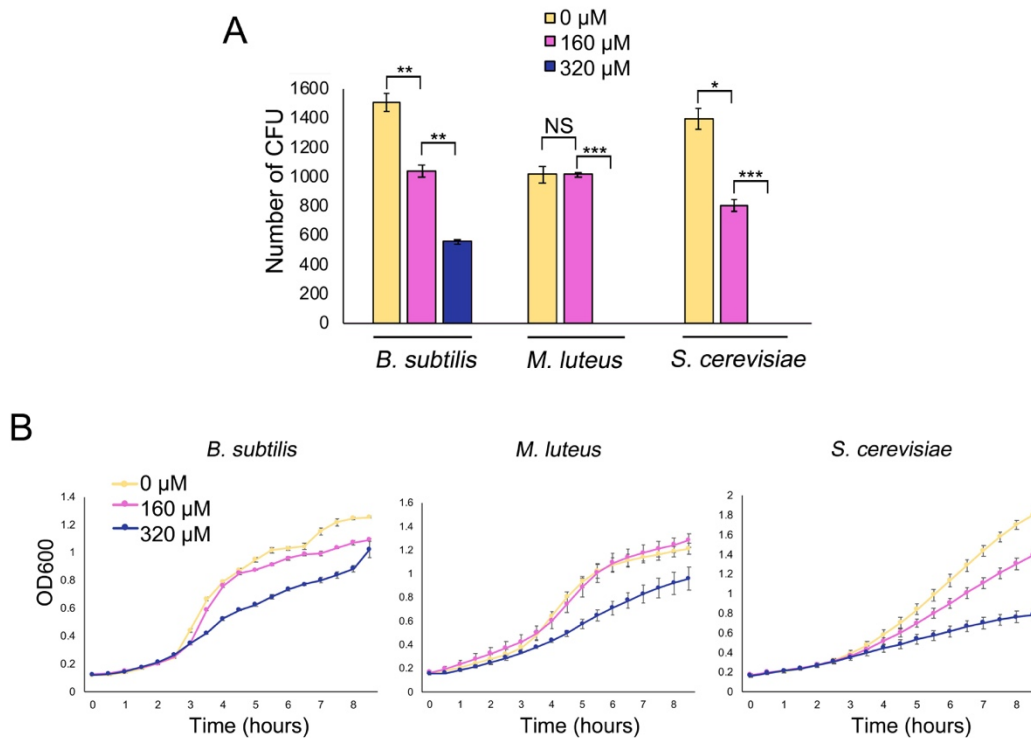 A
0 µM
160 µM
320 µM
Number of CFU
1600
1400
1200
1000
800
600
400
200
0
**
**
NS
***
*
***
B. subtilis
M. luteus
S. cerevisiae
B
B. subtilis
M. luteus
S. cerevisiae
0 µM
160 µM
320 µM
OD600
1.4
1.2
1
0.8
0.6
0.4
0.2
0
0 1 2 3 4 5 6 7 8
Time (hours)
1.6
1.4
1.2
1.0
0.8
0.6
0.4
0.2
0
0 1 2 3 4 5 6 7 8
Time (hours)
2
1.8
1.6
1.4
1.2
1
0.8
0.6
0.4
0.2
0
0 1 2 3 4 5 6 7 8
Time (hours)